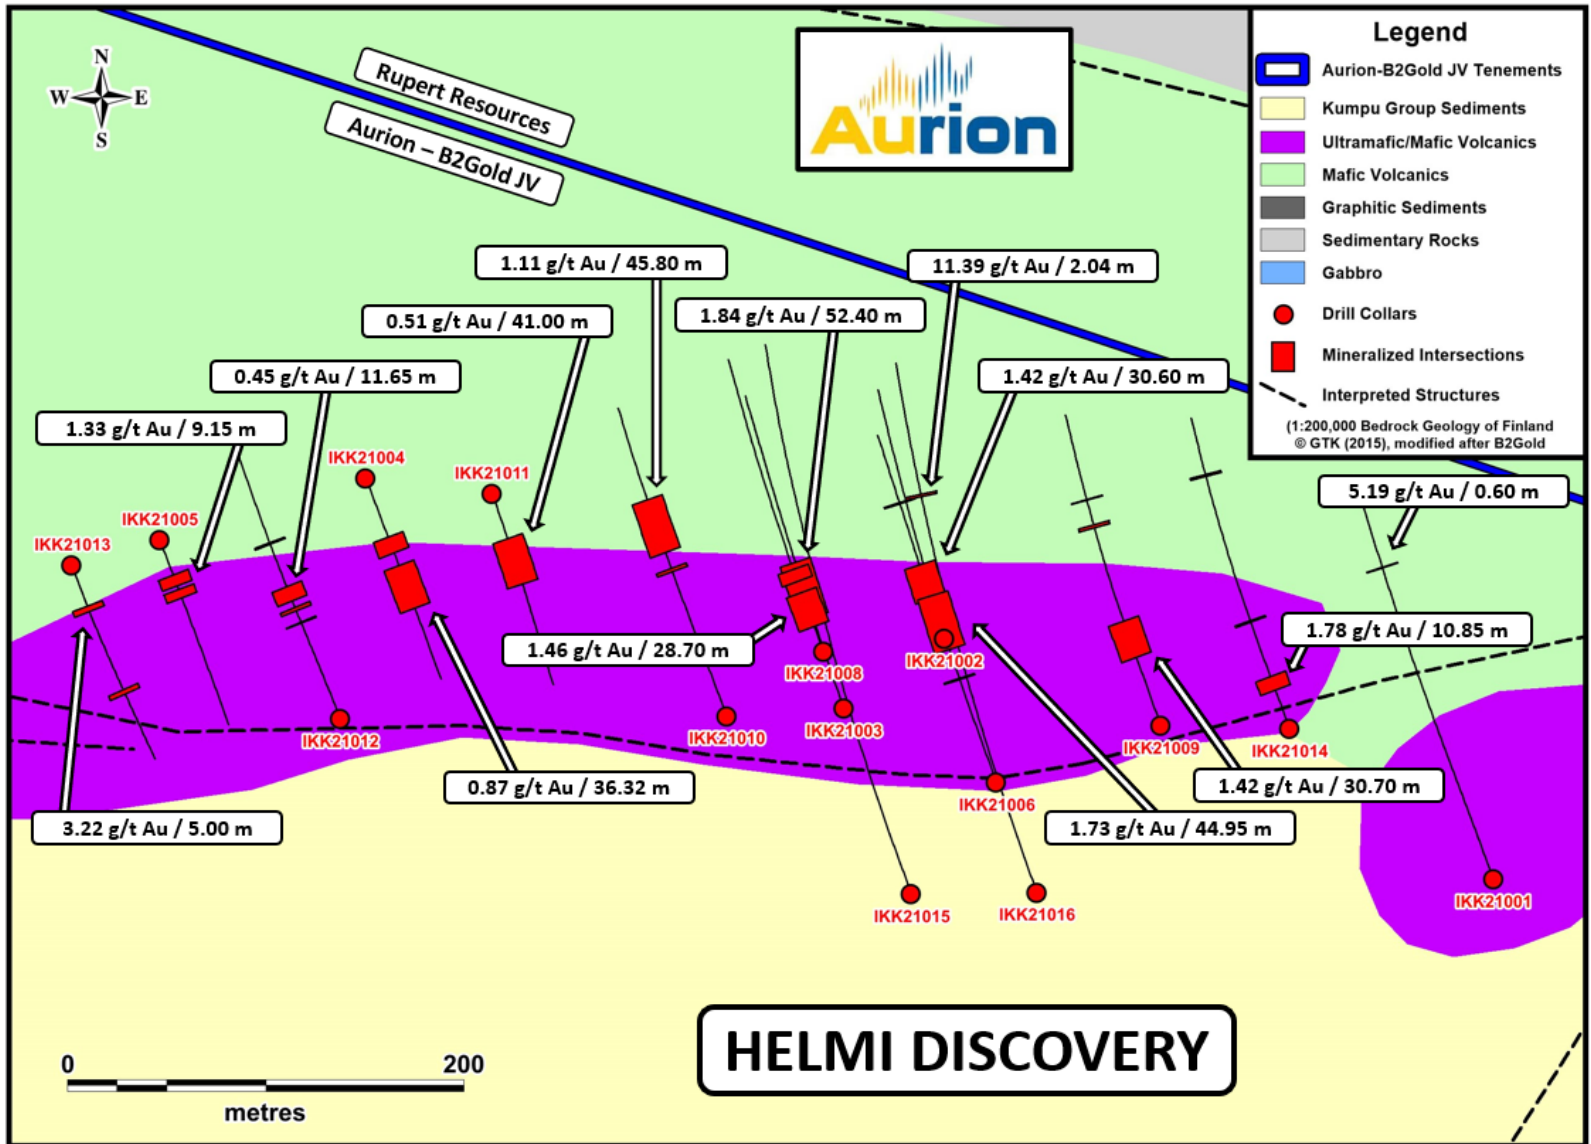 Legend
Aurion-B2Gold JV Tenements
Kumpu Group Sediments
Ultramafic/Mafic Volcanics
Mafic Volcanics
Graphitic Sediments
Sedimentary Rocks
Gabbro
Drill Collars
Mineralized Intersections
Interpreted Structures
(1:200,000 Bedrock Geology of Finland
© GTK (2015), modified after B2Gold
N
W E
S
Rupert Resources
Aurion – B2Gold JV
Aurion
1.11 g/t Au / 45.80 m
11.39 g/t Au / 2.04 m
0.51 g/t Au / 41.00 m
1.84 g/t Au / 52.40 m
0.45 g/t Au / 11.65 m
1.42 g/t Au / 30.60 m
1.33 g/t Au / 9.15 m
5.19 g/t Au / 0.60 m
IKK21004
IKK21011
IKK21005
IKK21013
1.46 g/t Au / 28.70 m
1.78 g/t Au / 10.85 m
IKK21008
IKK21002
IKK21012
IKK21010
IKK21003
IKK21009
IKK21014
0.87 g/t Au / 36.32 m
1.42 g/t Au / 30.70 m
IKK21006
3.22 g/t Au / 5.00 m
1.73 g/t Au / 44.95 m
IKK21015
IKK21016
IKK21001
HELMI DISCOVERY
0 200
metres